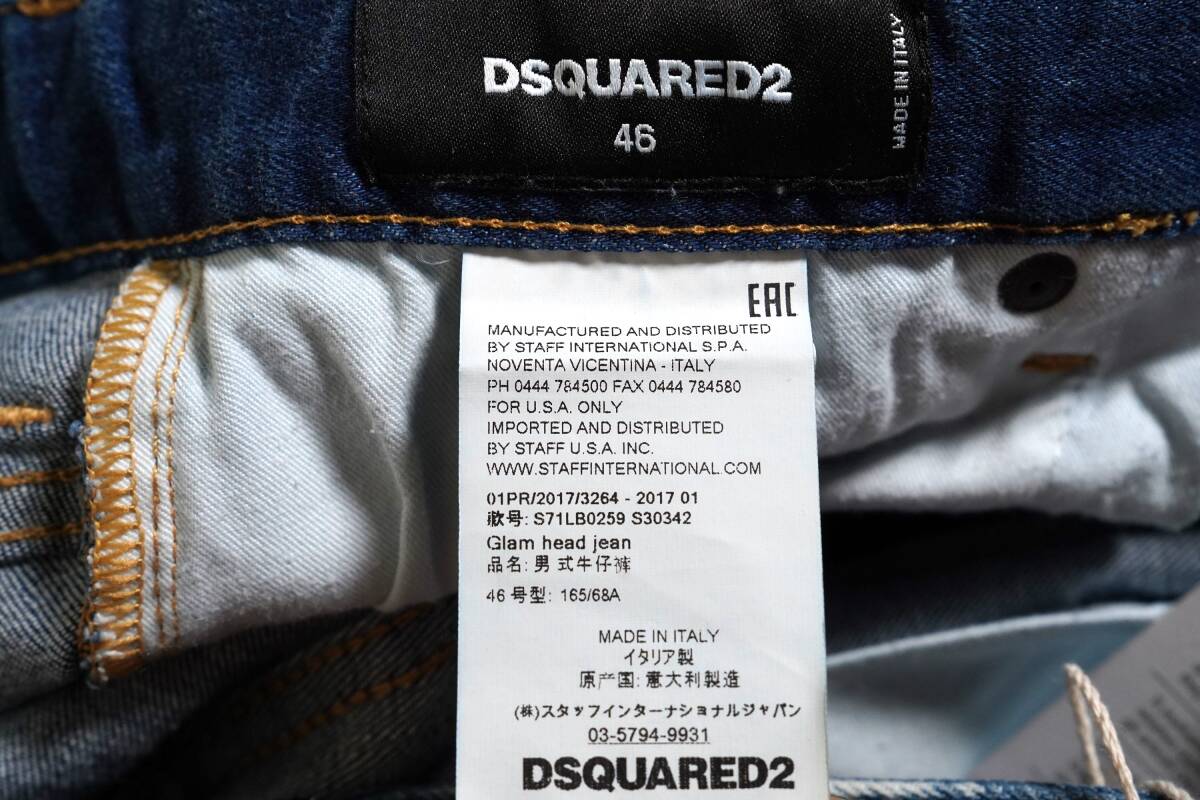 DSQUARED2
46
MADE IN ITALY
EAC
MANUFACTURED AND DISTRIBUTED
BY STAFF INTERNATIONAL S.P.A.
NOVENTA VICENTINA - ITALY
PH 0444 784500 FAX 0444 784580
FOR U.S.A. ONLY
IMPORTED AND DISTRIBUTED
BY STAFF U.S.A. INC.
WWW.STAFFINTERNATIONAL.COM
01PR/2017/3264 - 2017 01
款号: S71LB0259 S30342
Glam head jean
品名: 男式牛仔裤
46 号型: 165/68A
MADE IN ITALY
イタリア製
原产国: 意大利製造
(株)スタッフインターナショナルジャパン
03-5794-9931
DSQUARED2